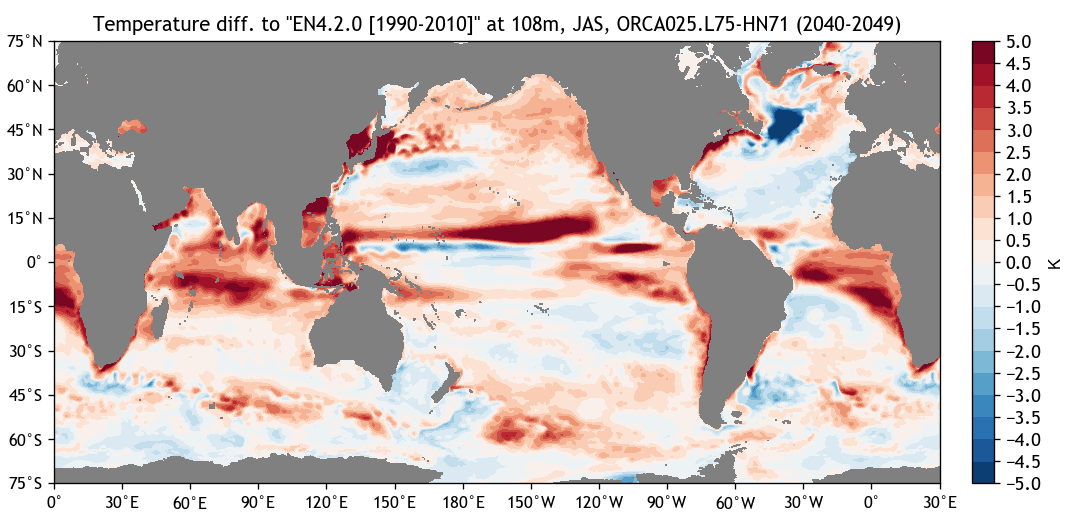 Temperature diff. to "EN4.2.0 [1990-2010]" at 108m, JAS, ORCA025.L75-HN71 (2040-2049)
75°N
60°N
45°N
30°N
15°N
0°
15°S
30°S
45°S
60°S
75°S
0° 30°E 60°E 90°E 120°E 150°E 180°E 150°W 120°W 90°W 60°W 30°W 0° 30°E
5.0
4.5
4.0
3.5
3.0
2.5
2.0
1.5
1.0
0.5
0.0
−0.5
−1.0
−1.5
−2.0
−2.5
−3.0
−3.5
−4.0
−4.5
−5.0
K